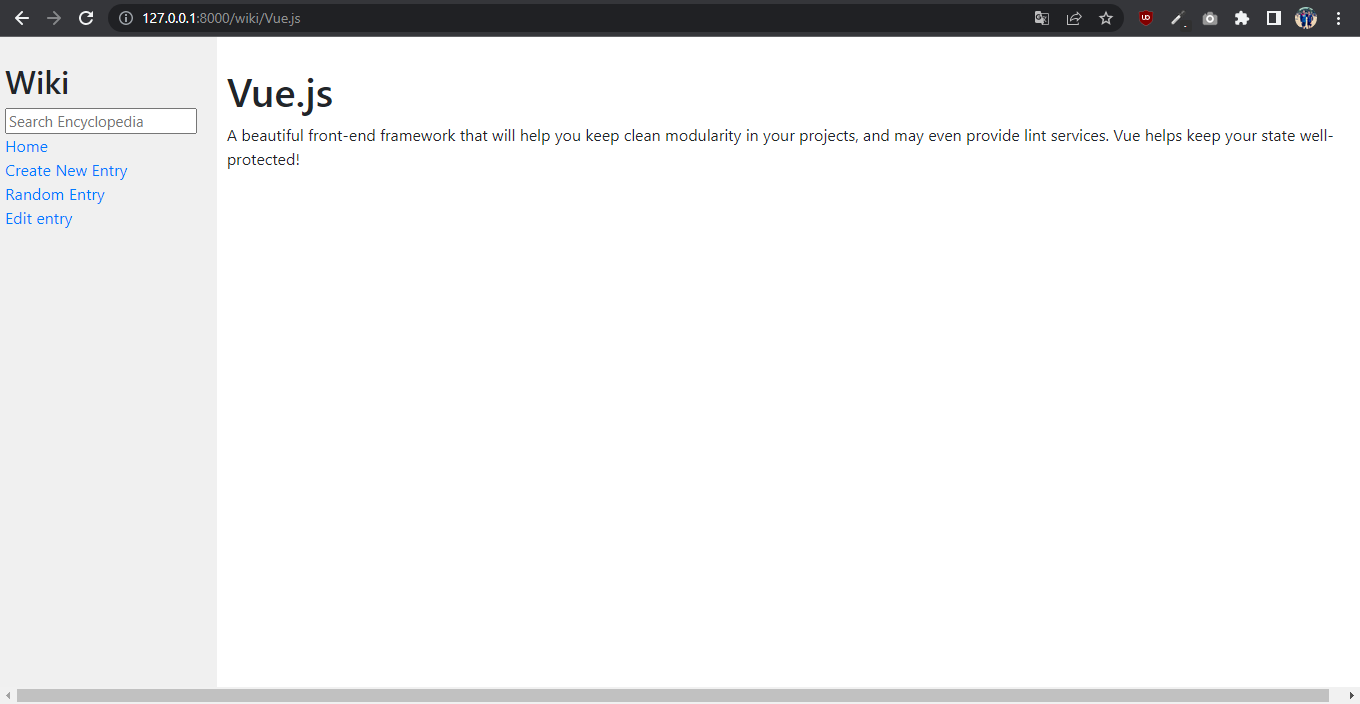 127.0.0.1:8000/wiki/Vue.js
UD
Wiki
Search Encyclopedia
Home
Create New Entry
Random Entry
Edit entry
Vue.js
A beautiful front-end framework that will help you keep clean modularity in your projects, and may even provide lint services. Vue helps keep your state well-
protected!